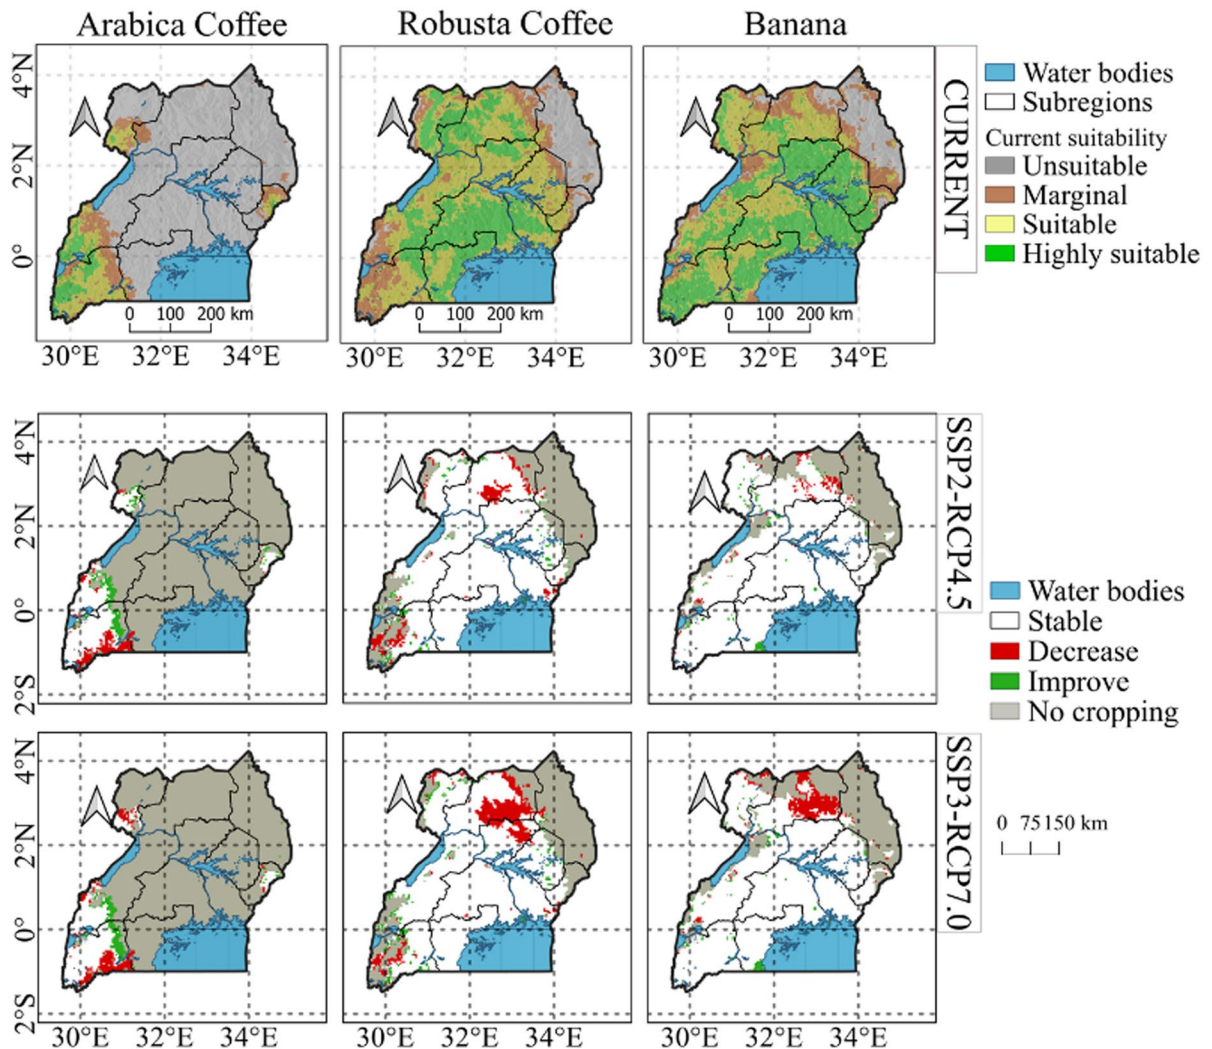 Arabica Coffee
Robusta Coffee
Banana
4°N
2°N
0°
0 100 200 km
0 100 200 km
0 100 200 km
30°E 32°E 34°E
30°E 32°E 34°E
30°E 32°E 34°E
CURRENT
Water bodies
Subregions
Current suitability
Unsuitable
Marginal
Suitable
Highly suitable
4°N
2°N
0°
2°S
SSP2-RCP4.5
Water bodies
Stable
Decrease
Improve
No cropping
4°N
2°N
0°
2°S
SSP3-RCP7.0
0 75 150 km
30°E 32°E 34°E
30°E 32°E 34°E
30°E 32°E 34°E